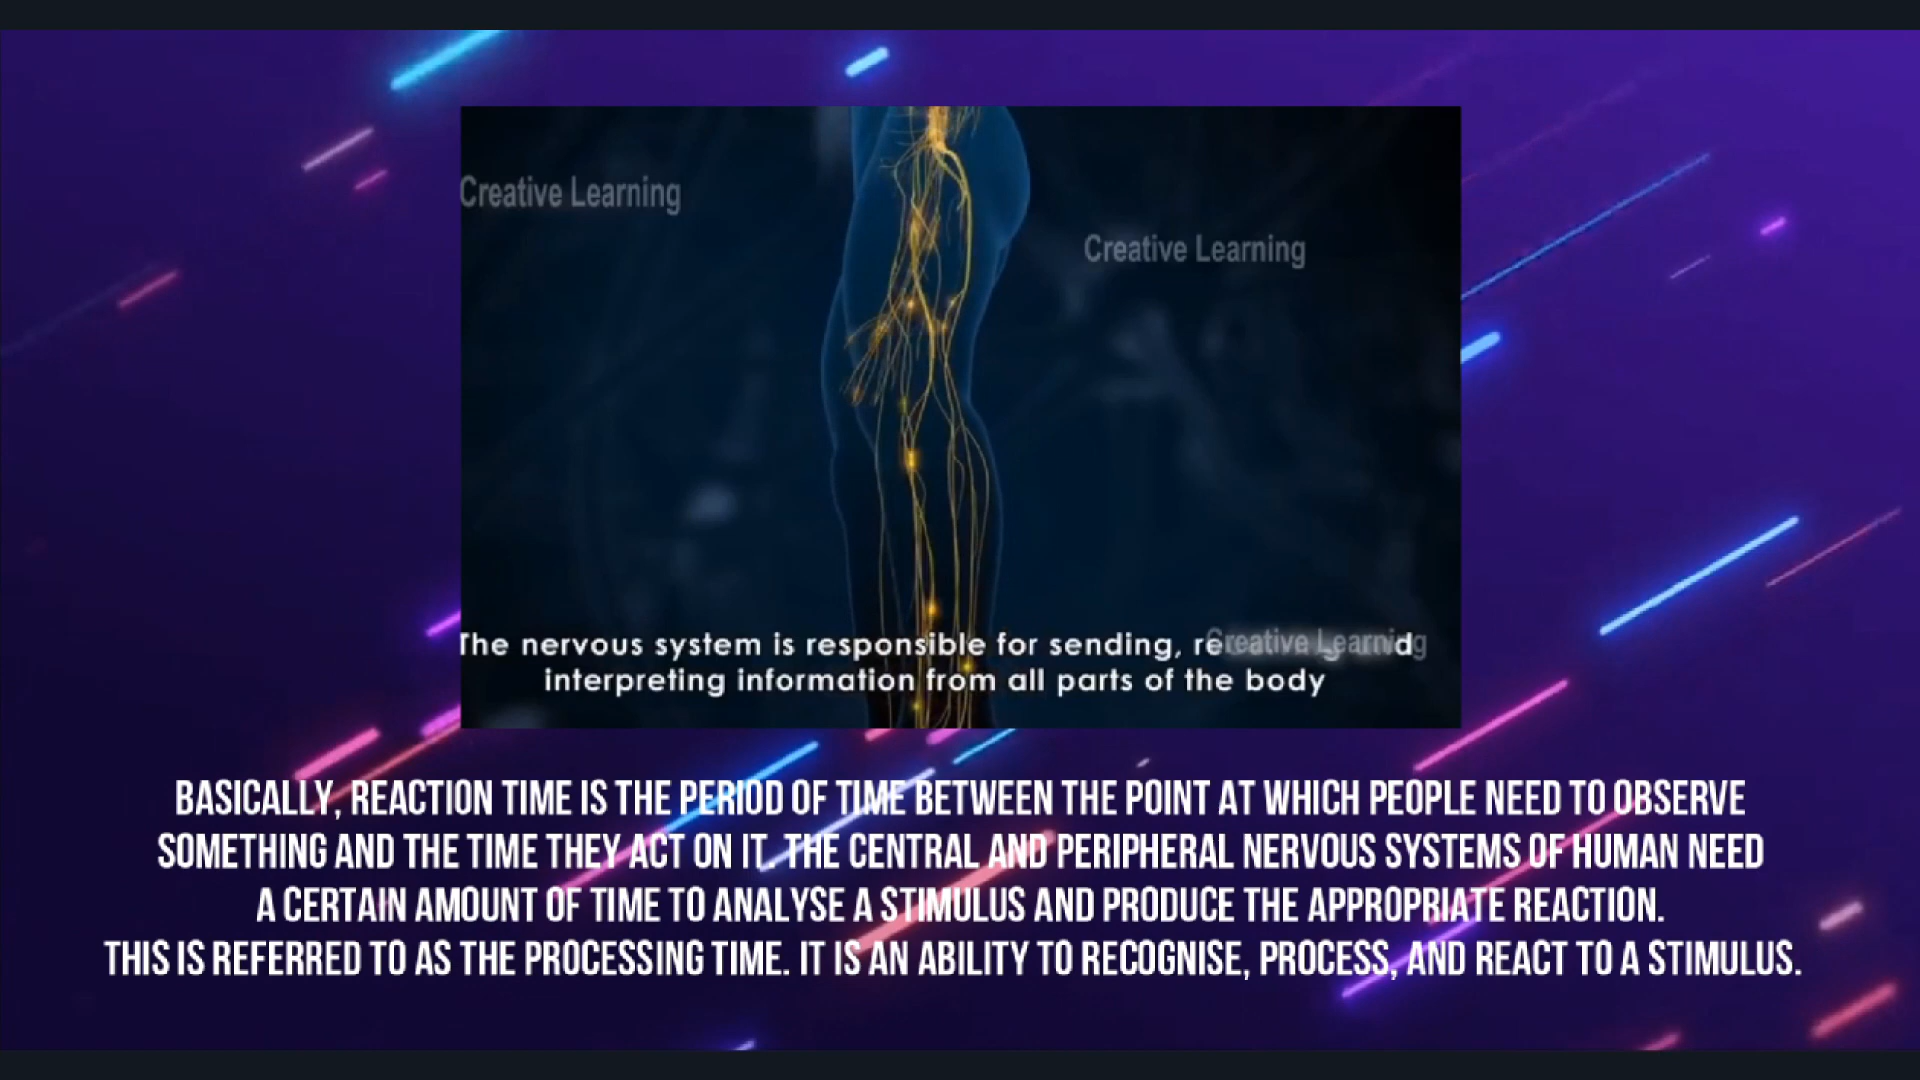 Creative Learning
Creative Learning
The nervous system is responsible for sending, Creative Learning
interpreting information from all parts of the body
BASICALLY, REACTION TIME IS THE PERIOD OF TIME BETWEEN THE POINT AT WHICH PEOPLE NEED TO OBSERVE
SOMETHING AND THE TIME THEY ACT ON IT. THE CENTRAL AND PERIPHERAL NERVOUS SYSTEMS OF HUMAN NEED
A CERTAIN AMOUNT OF TIME TO ANALYSE A STIMULUS AND PRODUCE THE APPROPRIATE REACTION.
THIS IS REFERRED TO AS THE PROCESSING TIME. IT IS AN ABILITY TO RECOGNISE, PROCESS, AND REACT TO A STIMULUS.